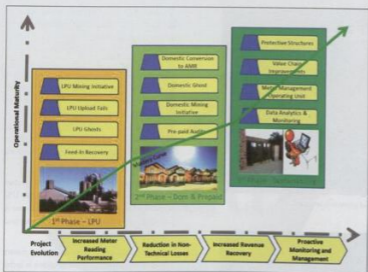 Operational Maturity
LPU Mining Initiative
LPU Upload Fails
LPU Ghosts
Feed-in Recovery
1st Phase – LPU
Domestic Conversion
to AMR
Domestic Ghost
Domestic Mining
Initiative
Pre-paid Audits
2nd Phase – Dom & Prepaid
Protective Structures
Value Chain
Improvements
Meter Management
Operating Unit
Data Analytics &
Monitoring
Project
Evolution
Increased Meter
Reading
Performance
Reduction in Non-
Technical Losses
Increased Revenue
Recovery
Proactive
Monitoring and
Management